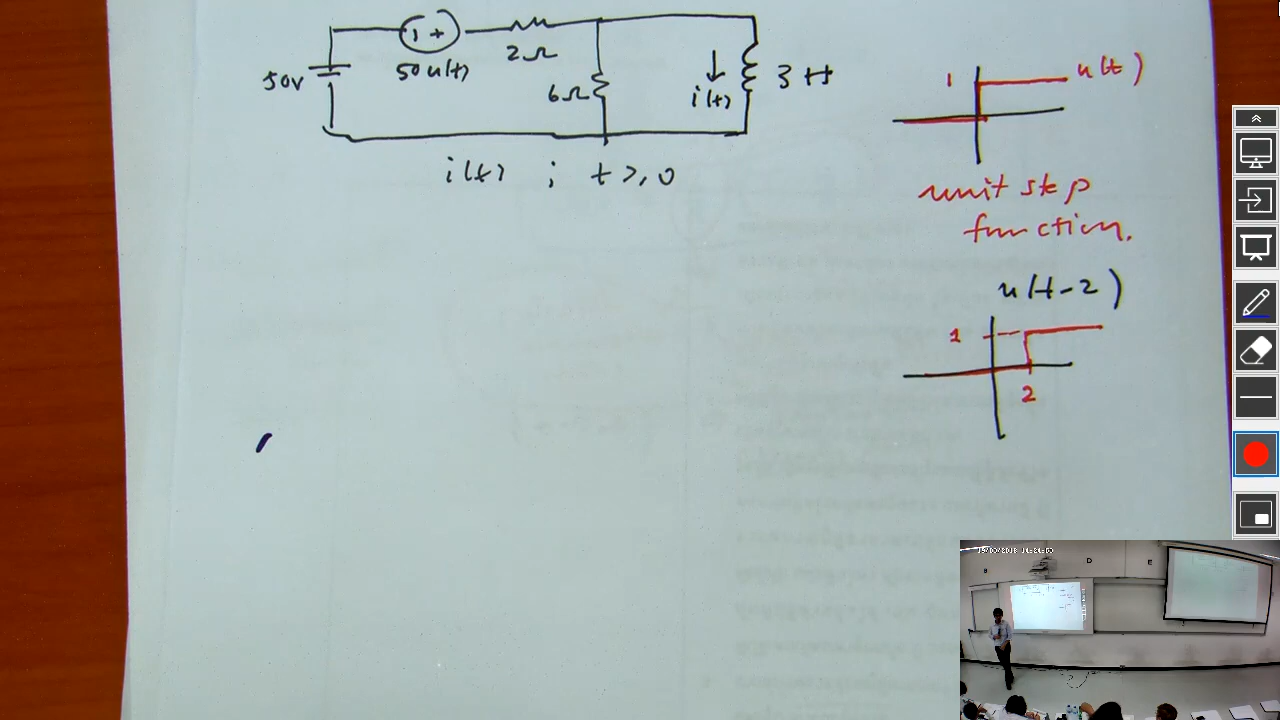 50V
50u(t)
2Ω
6Ω
i(t)
3H
i(t) ; t ≥ 0
1
u(t)
unit step
function.
u(t-2)
1
2
B
D
E